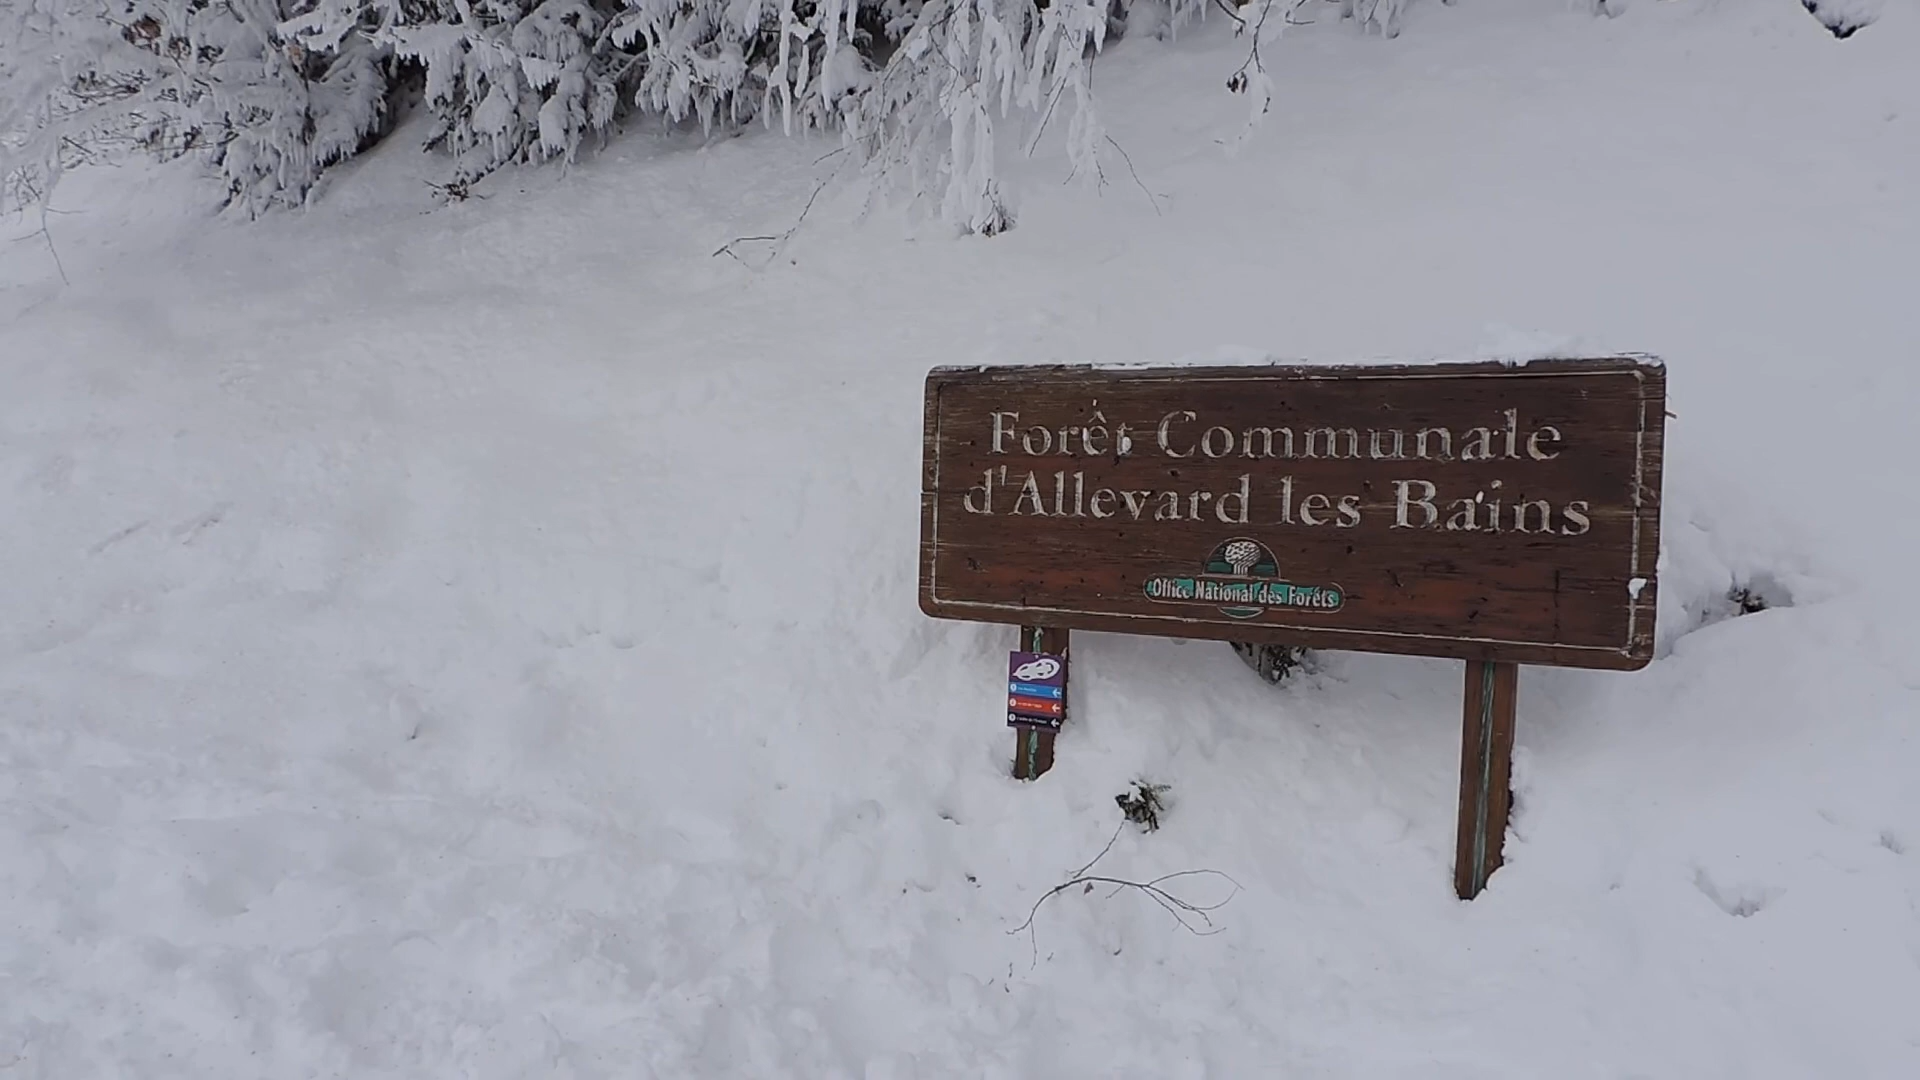 Forêt Communale
d'Allevard les Bains
Office National des Forêts